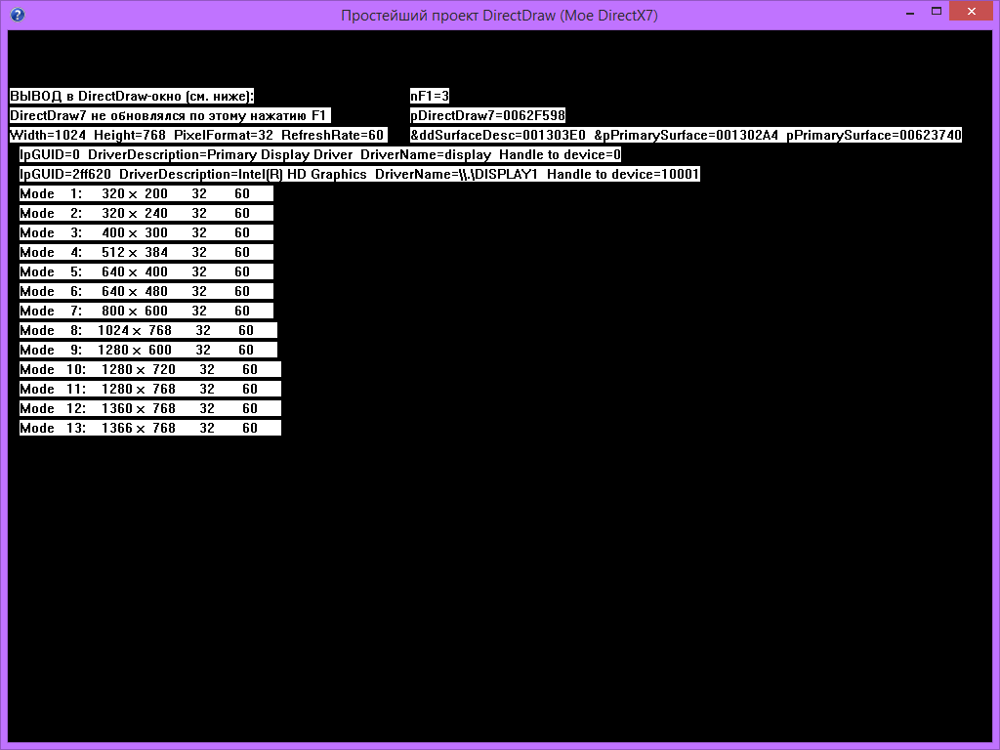 Простейший проект DirectDraw (Мое DirectX7)
ВЫВОД в DirectDraw-окно (см. ниже): nF1=3
DirectDraw7 не обновлялся по этому нажатию F1 pDirectDraw7=0062F598
Width=1024 Height=768 PixelFormat=32 RefreshRate=60 &ddSurfaceDesc=001303E0 &pPrimarySurface=001302A4 pPrimarySurface=00623740
lpGUID=0 DriverDescription=Primary Display Driver DriverName=display Handle to device=0
lpGUID=2ff620 DriverDescription=Intel(R) HD Graphics DriverName=\\.\DISPLAY1 Handle to device=10001
Mode 1: 320 × 200 32 60
Mode 2: 320 × 240 32 60
Mode 3: 400 × 300 32 60
Mode 4: 512 × 384 32 60
Mode 5: 640 × 400 32 60
Mode 6: 640 × 480 32 60
Mode 7: 800 × 600 32 60
Mode 8: 1024 × 768 32 60
Mode 9: 1280 × 600 32 60
Mode 10: 1280 × 720 32 60
Mode 11: 1280 × 768 32 60
Mode 12: 1360 × 768 32 60
Mode 13: 1366 × 768 32 60